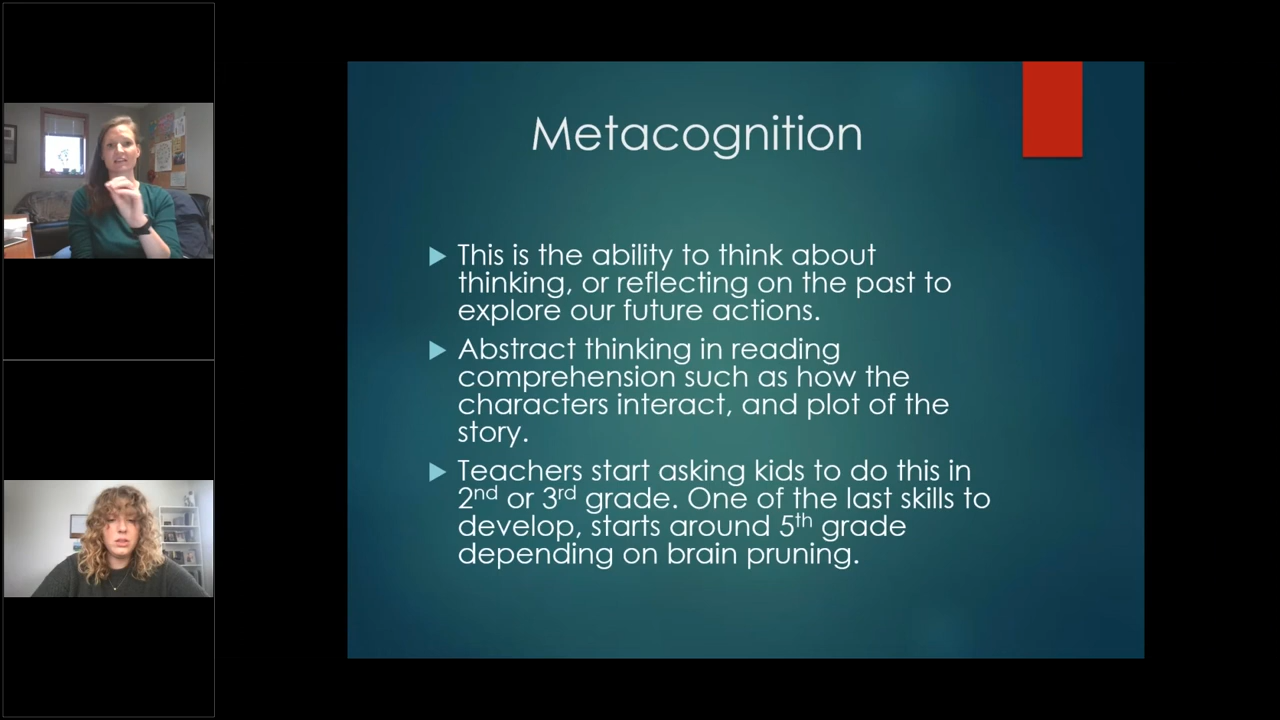 Metacognition
This is the ability to think about
thinking, or reflecting on the past to
explore our future actions.
Abstract thinking in reading
comprehension such as how the
characters interact, and plot of the
story.
Teachers start asking kids to do this in
2nd or 3rd grade. One of the last skills to
develop, starts around 5th grade
depending on brain pruning.